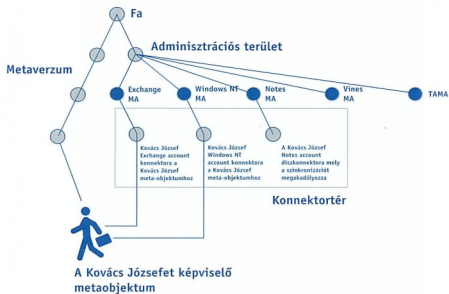 Fa
Adminisztrációs terület
Metaverzum
Exchange
MA
Windows NT
MA
Notes
MA
Vines
MA
TAMA
Kovács József
Exchange account
konnektora a
Kovács József
meta-objektumhoz
Kovács József
Windows NT
account konnektora
a Kovács József
meta-objektumhoz
A Kovács József
Notes account
diszkonnektora mely
a szinkronizációt
megakadályozza
Konnektortér
A Kovács Józsefet képviselő
metaobjektum